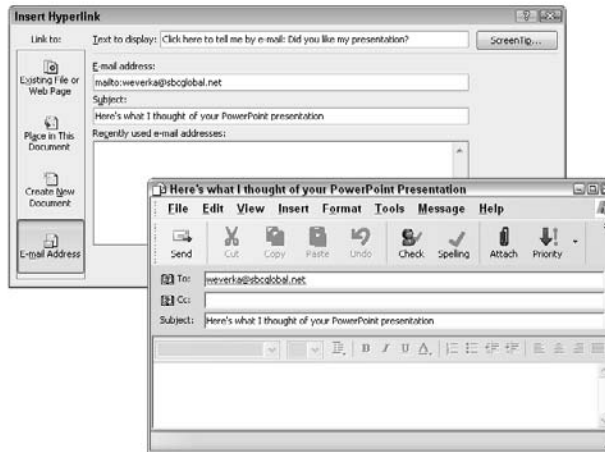 Insert Hyperlink
Link to:
Text to display: Click here to tell me by e-mail: Did you like my presentation?
ScreenTip...
Existing File or
Web Page
Place in This
Document
Create New
Document
E-mail Address
E-mail address:
mailto:weverka@sbcglobal.net
Subject:
Here's what I thought of your PowerPoint presentation
Recently used e-mail addresses:
Here's what I thought of your PowerPoint Presentation
File Edit View Insert Format Tools Message Help
Send Cut Copy Paste Undo Check Spelling Attach Priority
To: weverka@sbcglobal.net
Cc:
Subject: Here's what I thought of your PowerPoint presentation
B I U A